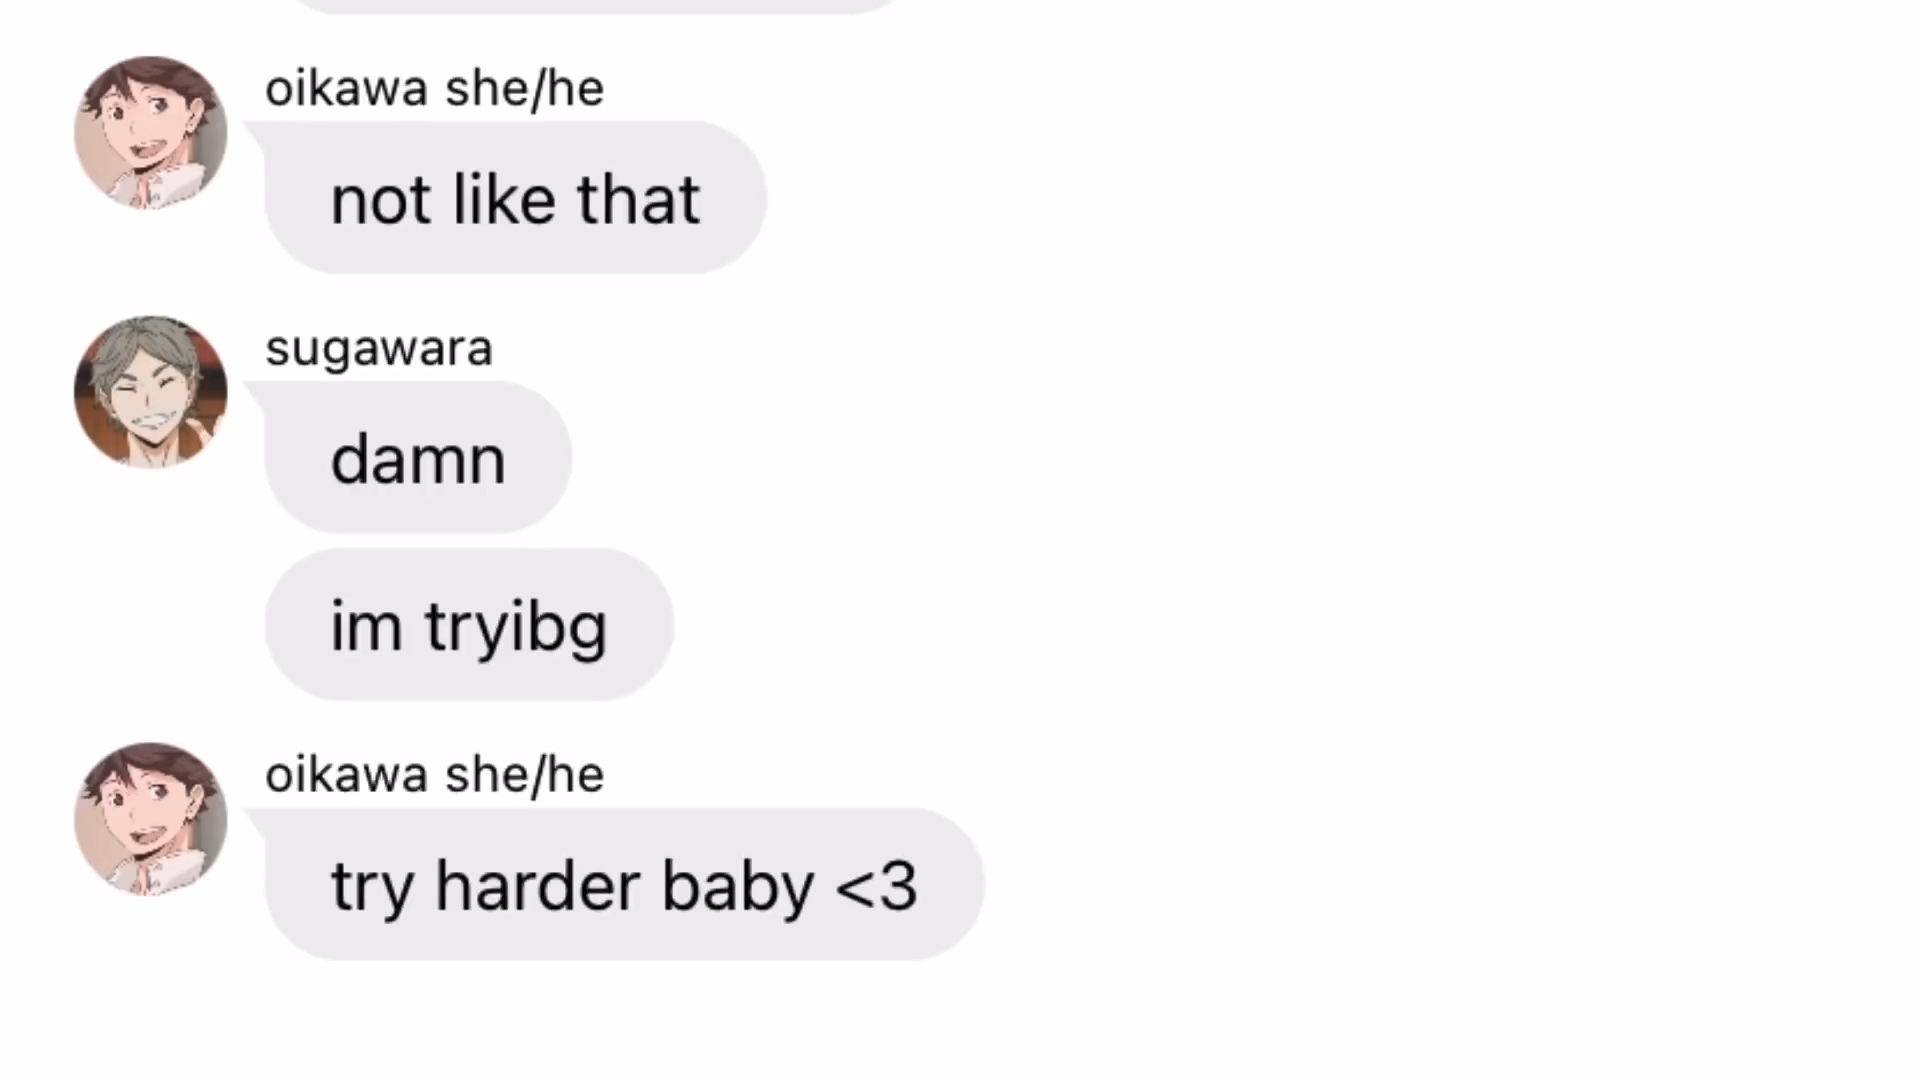 oikawa she/he
not like that
sugawara
damn
im tryibg
oikawa she/he
try harder baby <3